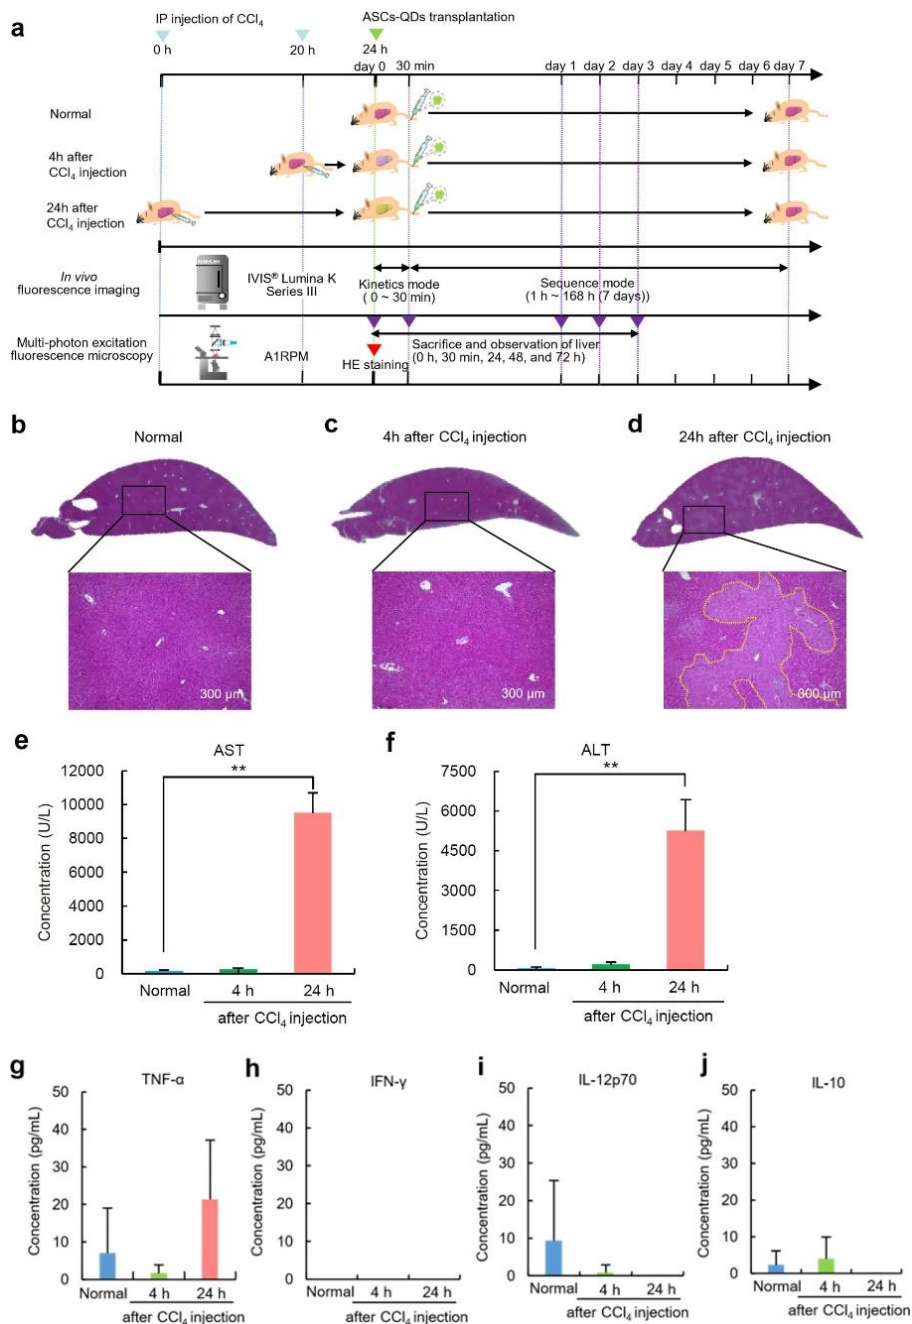 a
IP injection of CCl4
ASCs-QDs transplantation
0 h
20 h
24 h
day 0
30 min
day 1
day 2
day 3
day 4
day 5
day 6
day 7
Normal
4h after
CCl4 injection
24h after
CCl4 injection
In vivo
fluorescence imaging
IVIS® Lumina K
Series III
Kinetics mode
( 0 ~ 30 min)
Sequence mode
(1 h ~ 168 h (7 days))
Multi-photon excitation
fluorescence microscopy
A1RPM
Sacrifice and observation of liver
(0 h, 30 min, 24, 48, and 72 h)
HE staining
b
Normal
c
4h after CCl4 injection
d
24h after CCl4 injection
300 μm
300 μm
300 μm
e
AST
**
Concentration (U/L)
12000
10000
8000
6000
4000
2000
0
Normal
4 h
24 h
after CCl4 injection
f
ALT
**
Concentration (U/L)
7500
6000
4500
3000
1500
0
Normal
4 h
24 h
after CCl4 injection
g
TNF-α
Concentration (pg/mL)
50
40
30
20
10
0
Normal
4 h
24 h
after CCl4 injection
h
IFN-γ
Concentration (pg/mL)
50
40
30
20
10
0
Normal
4 h
24 h
after CCl4 injection
i
IL-12p70
Concentration (pg/mL)
50
40
30
20
10
0
Normal
4 h
24 h
after CCl4 injection
j
IL-10
Concentration (pg/mL)
50
40
30
20
10
0
Normal
4 h
24 h
after CCl4 injection